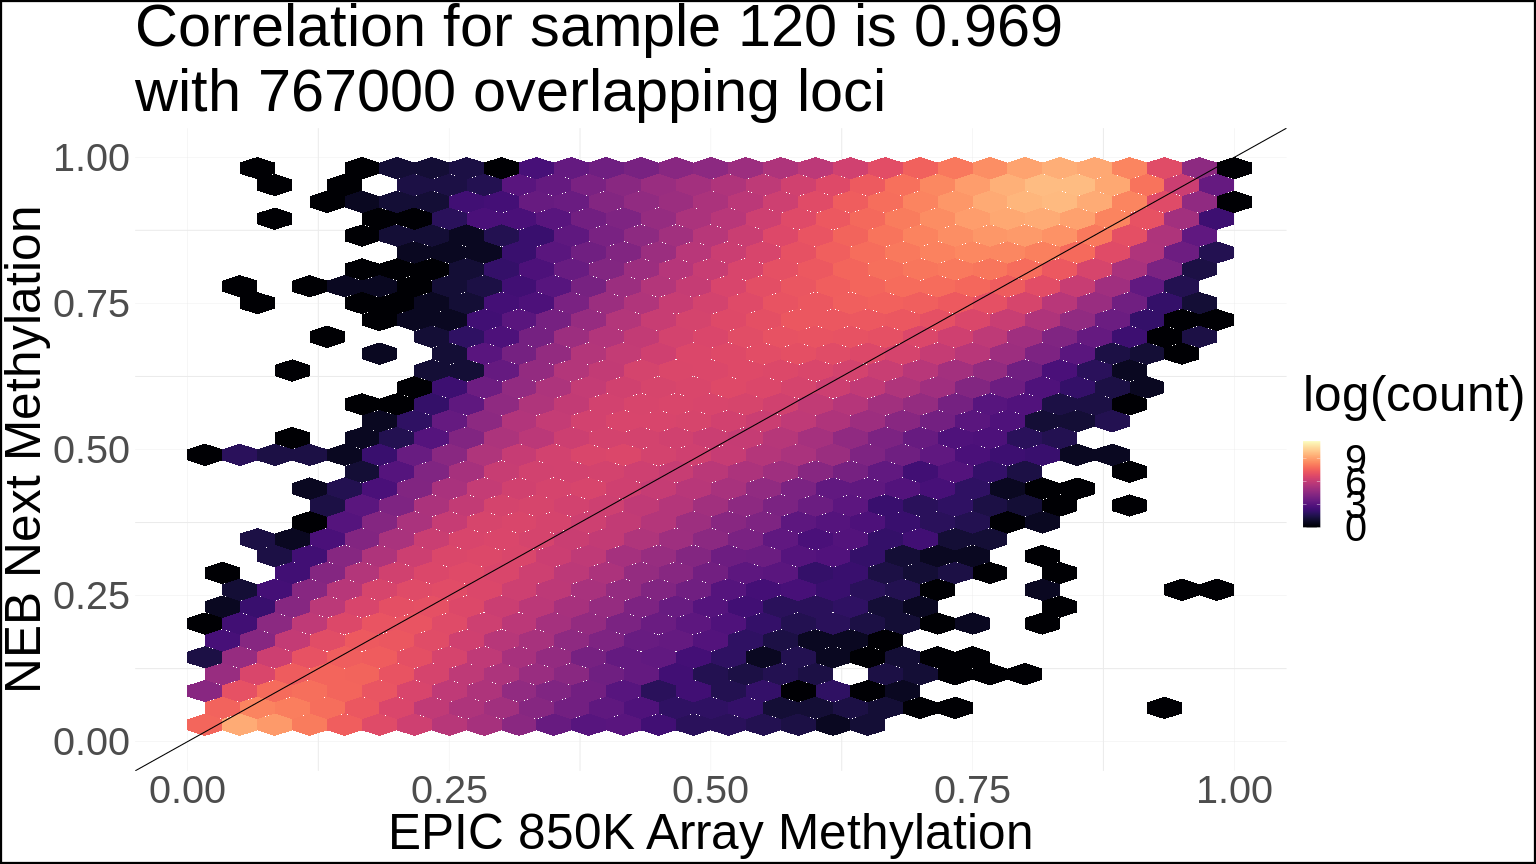 Correlation for sample 120 is 0.969
with 767000 overlapping loci
NEB Next Methylation
1.00
0.75
0.50
0.25
0.00
0.00 0.25 0.50 0.75 1.00
EPIC 850K Array Methylation
log(count)
9
6
3
0